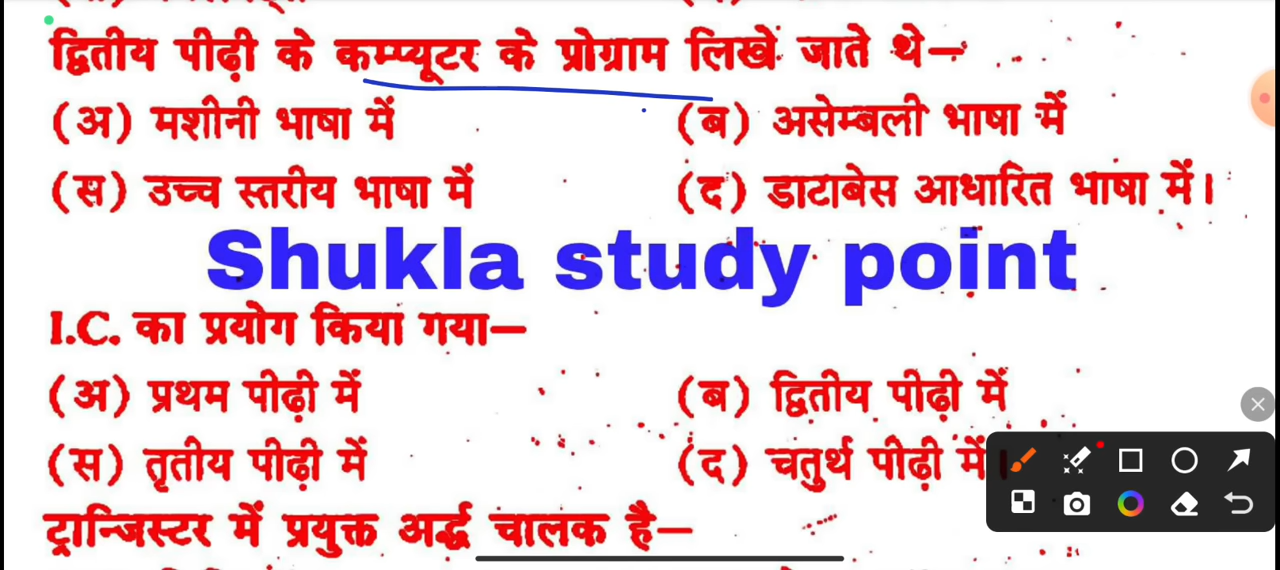 द्वितीय पीढ़ी के कम्प्यूटर के प्रोग्राम लिखे जाते थे–
(अ) मशीनी भाषा में (ब) असेम्बली भाषा में
(स) उच्च स्तरीय भाषा में (द) डाटाबेस आधारित भाषा में।
Shukla study point
I.C. का प्रयोग किया गया–
(अ) प्रथम पीढ़ी में (ब) द्वितीय पीढ़ी में
(स) तृतीय पीढ़ी में (द) चतुर्थ पीढ़ी में।
ट्रान्जिस्टर में प्रयुक्त अर्द्ध चालक है–